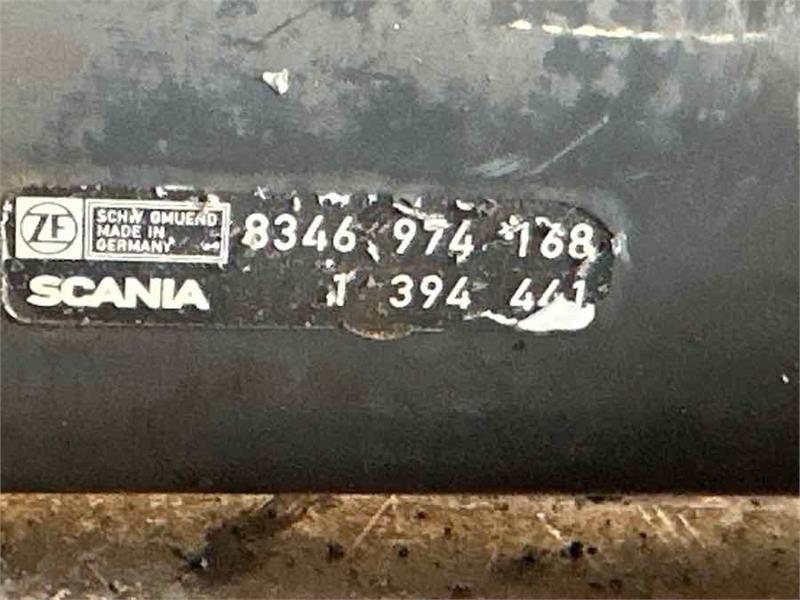 ZF SCHW. GMUEND 8346 974 168
MADE IN
GERMANY
SCANIA 1 394 441